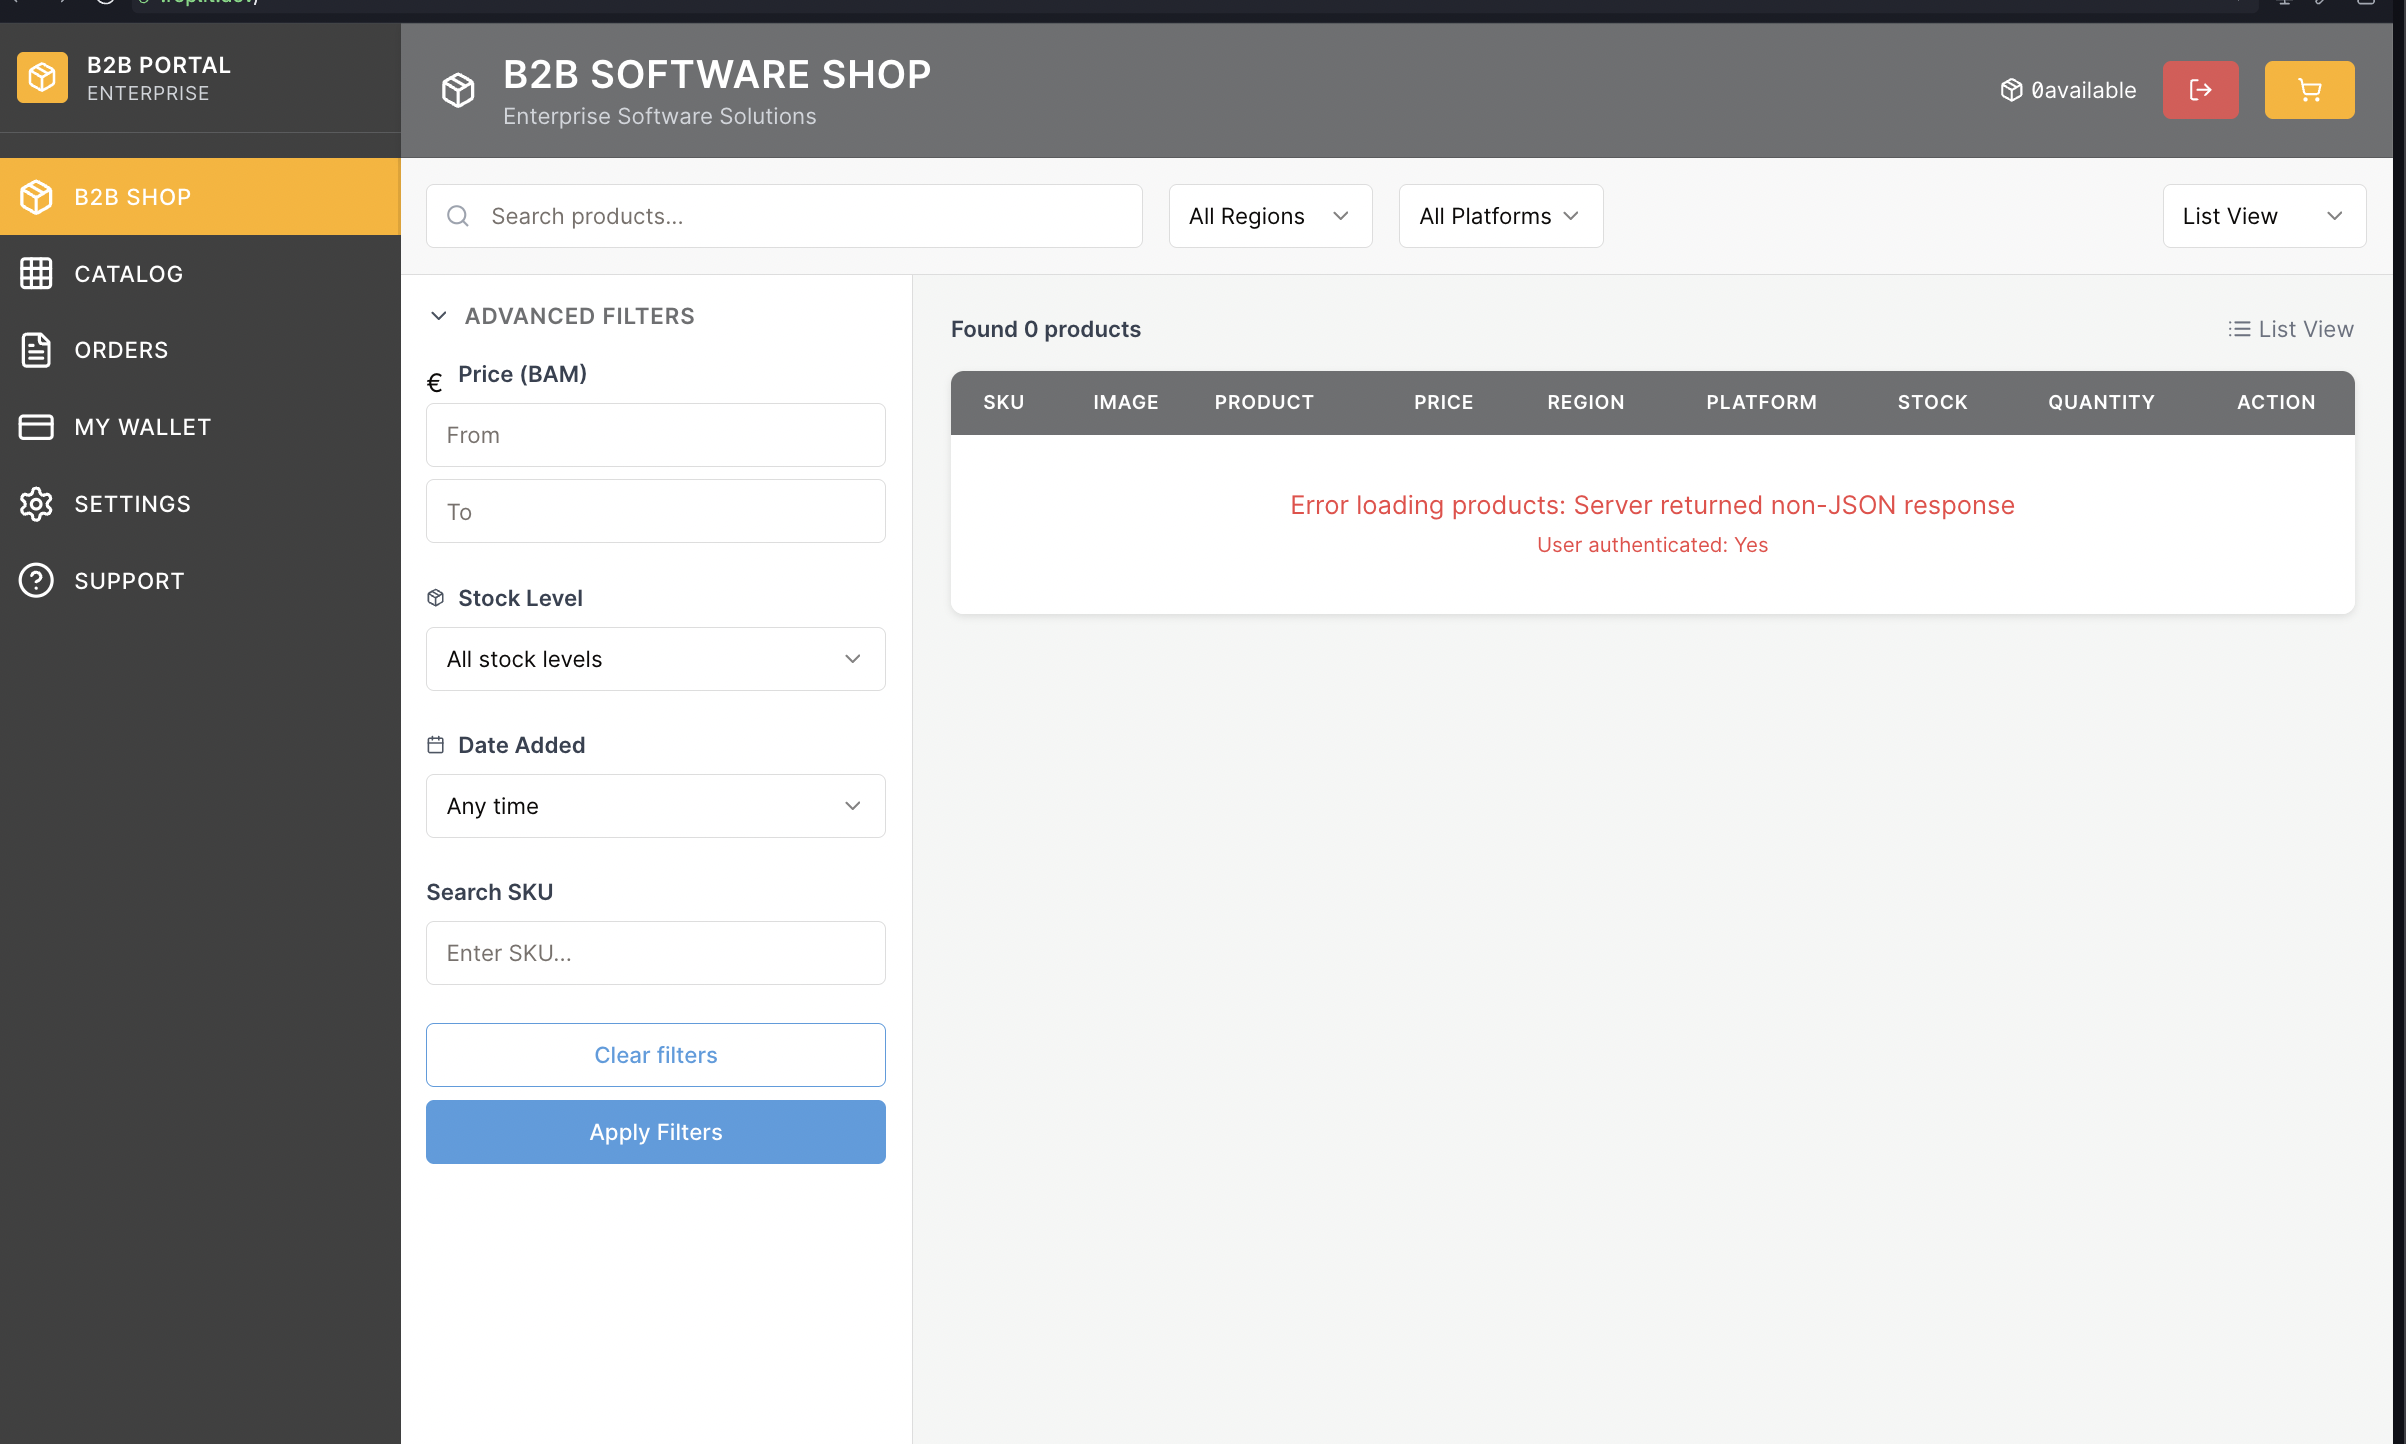 B2B PORTAL
ENTERPRISE
B2B SHOP
CATALOG
ORDERS
MY WALLET
SETTINGS
SUPPORT
B2B SOFTWARE SHOP
Enterprise Software Solutions
0available
Search products...
All Regions
All Platforms
List View
ADVANCED FILTERS
€ Price (BAM)
From
To
Stock Level
All stock levels
Date Added
Any time
Search SKU
Enter SKU...
Clear filters
Apply Filters
Found 0 products
List View
SKU IMAGE PRODUCT PRICE REGION PLATFORM STOCK QUANTITY ACTION
Error loading products: Server returned non-JSON response
User authenticated: Yes